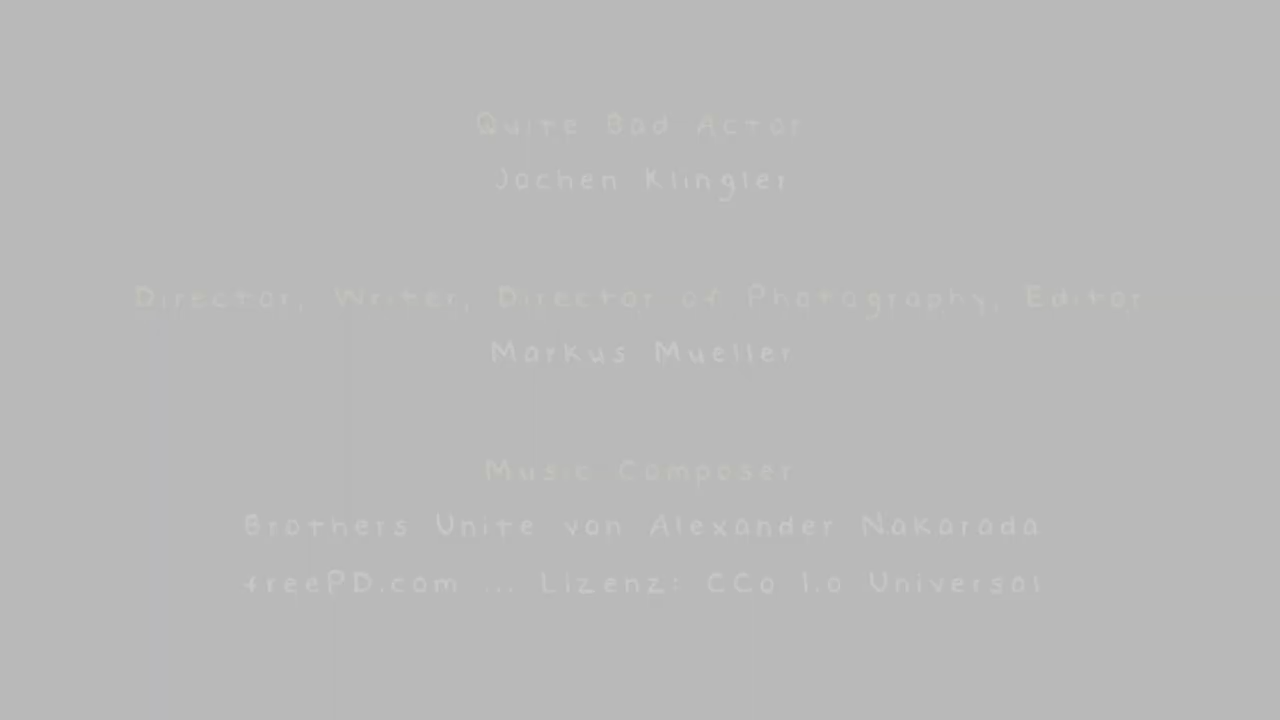 Quite Bad Actor
Jochen Klingler
Director, Writer, Director of Photography, Editor
Markus Mueller
Music Composer
Brothers Unite von Alexander Nakarada
freePD.com ... Lizenz: CC0 1.0 Universal